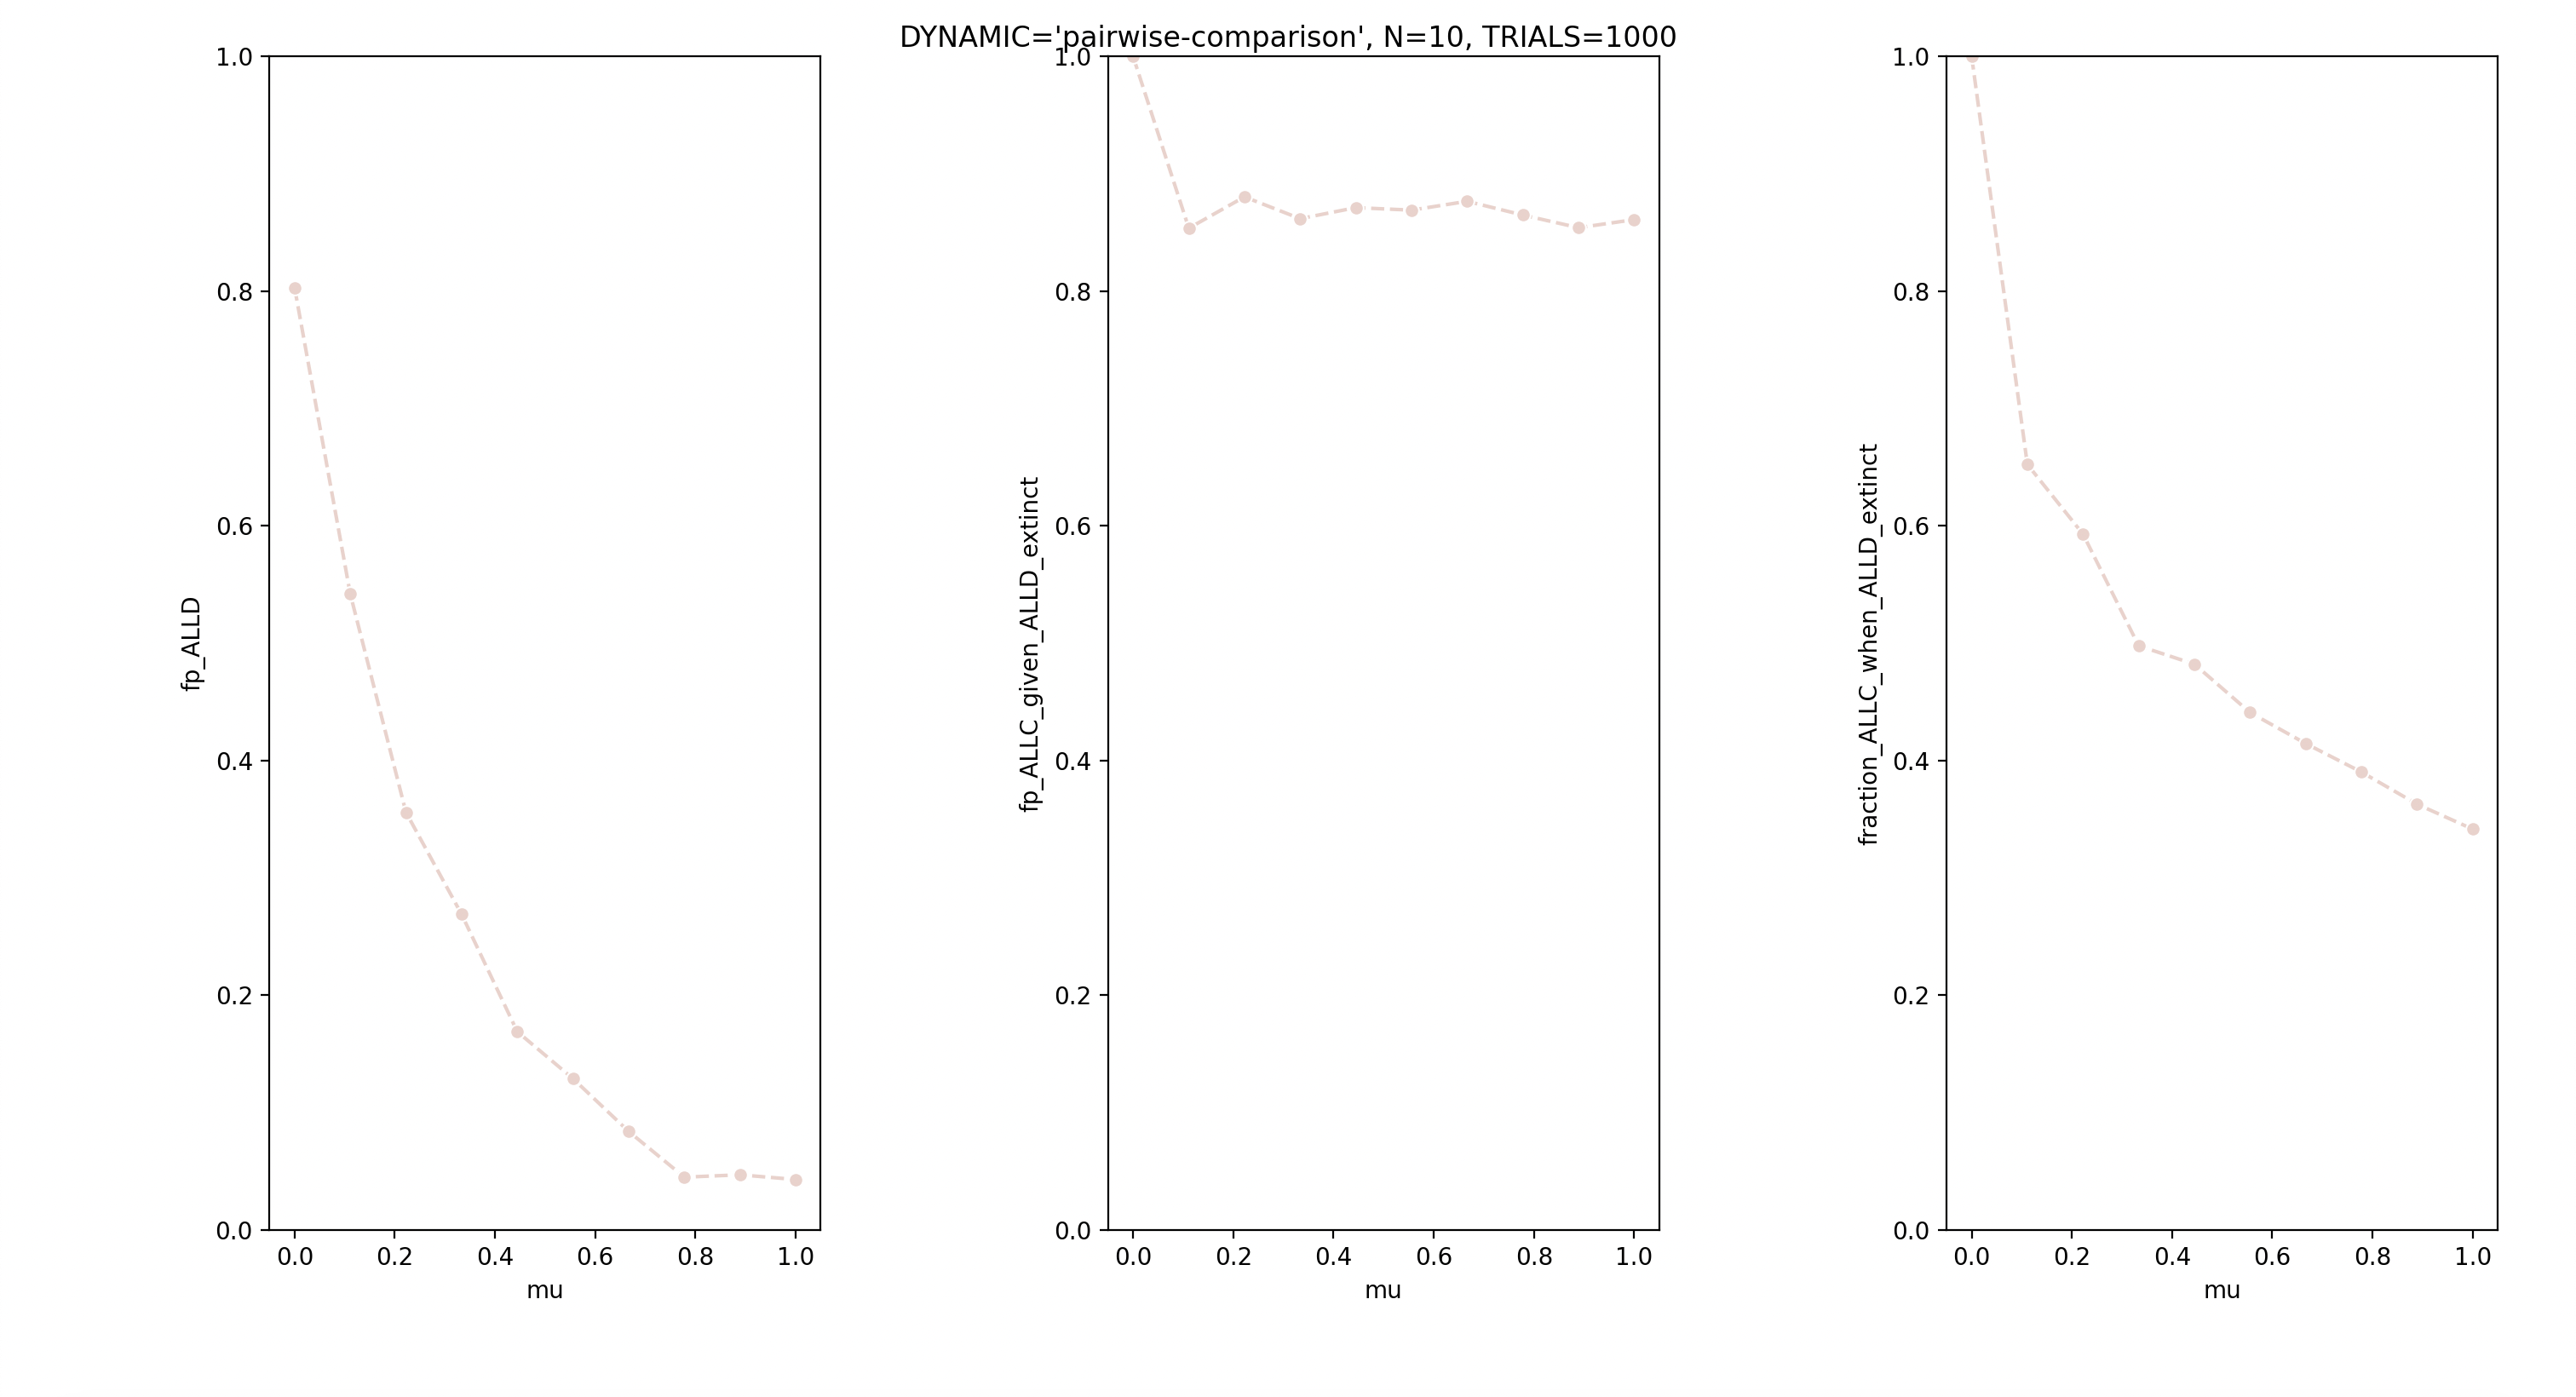 DYNAMIC='pairwise-comparison', N=10, TRIALS=1000
1.0
0.8
0.6
0.4
0.2
0.0
fp_ALLD
0.0 0.2 0.4 0.6 0.8 1.0
mu
1.0
0.8
0.6
0.4
0.2
0.0
fp_ALLC_given_ALLD_extinct
0.0 0.2 0.4 0.6 0.8 1.0
mu
1.0
0.8
0.6
0.4
0.2
0.0
fraction_ALLC_when_ALLD_extinct
0.0 0.2 0.4 0.6 0.8 1.0
mu